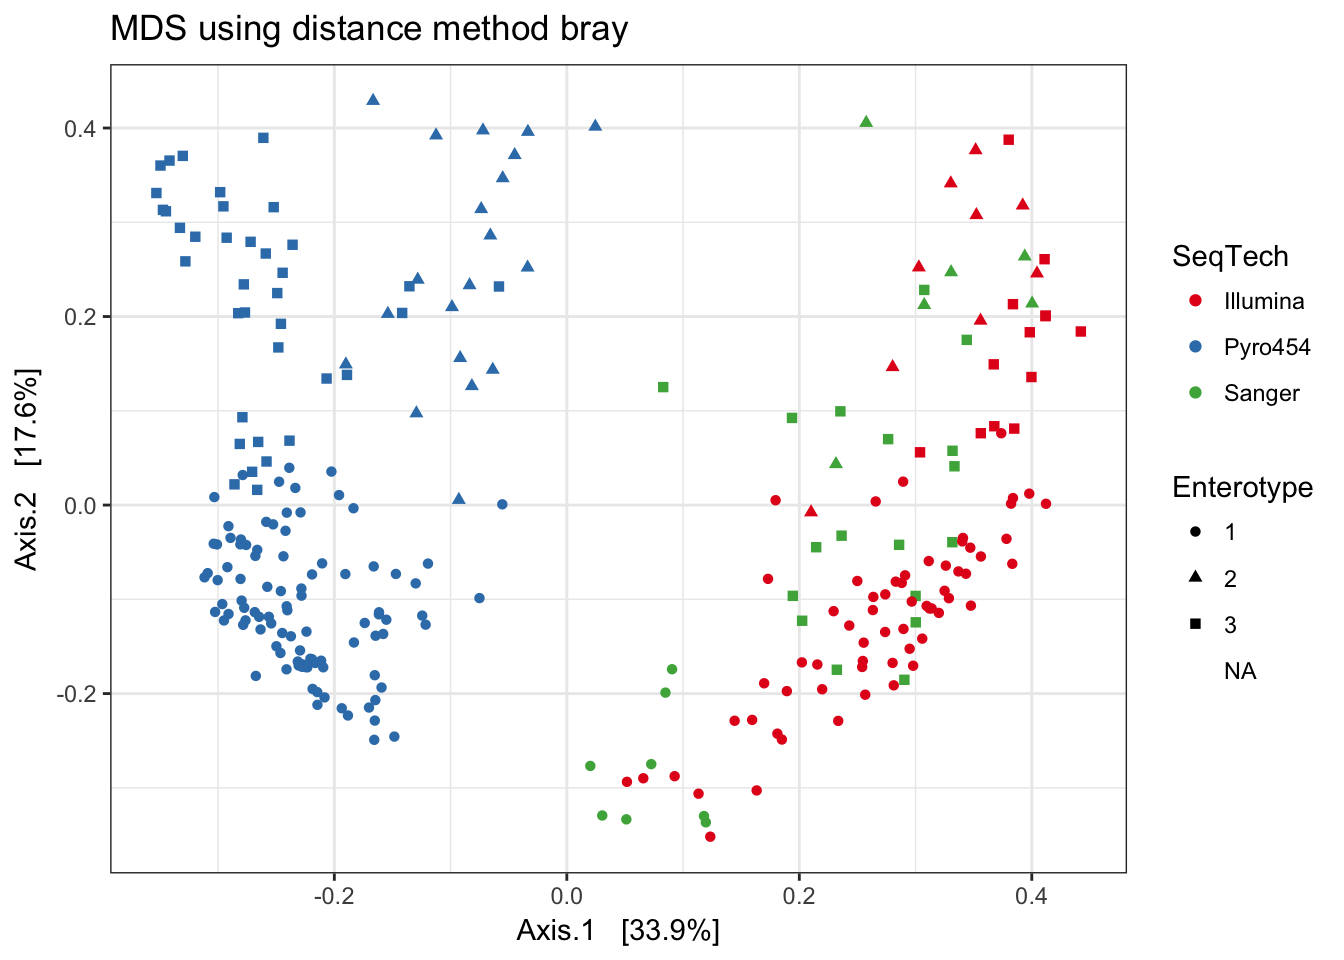 MDS using distance method bray
Axis.2 [17.6%]
0.4
0.2
0.0
-0.2
-0.2
0.0
0.2
0.4
Axis.1 [33.9%]
SeqTech
Illumina
Pyro454
Sanger
Enterotype
1
2
3
NA